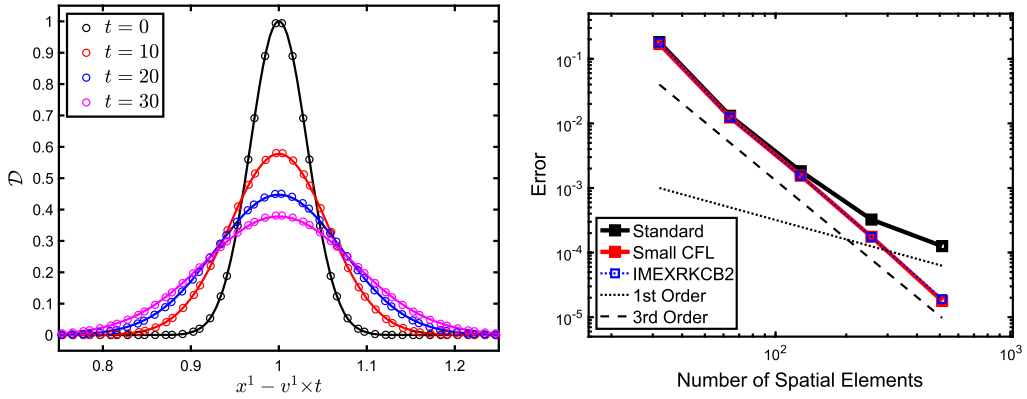 1
0.9
0.8
0.7
0.6
0.5
0.4
0.3
0.2
0.1
0
𝒟
t = 0
t = 10
t = 20
t = 30
0.8 0.9 1 1.1 1.2
x¹ − v¹×t
10⁻¹
10⁻²
10⁻³
10⁻⁴
10⁻⁵
Error
Standard
Small CFL
IMEXRKCB2
1st Order
3rd Order
10² 10³
Number of Spatial Elements